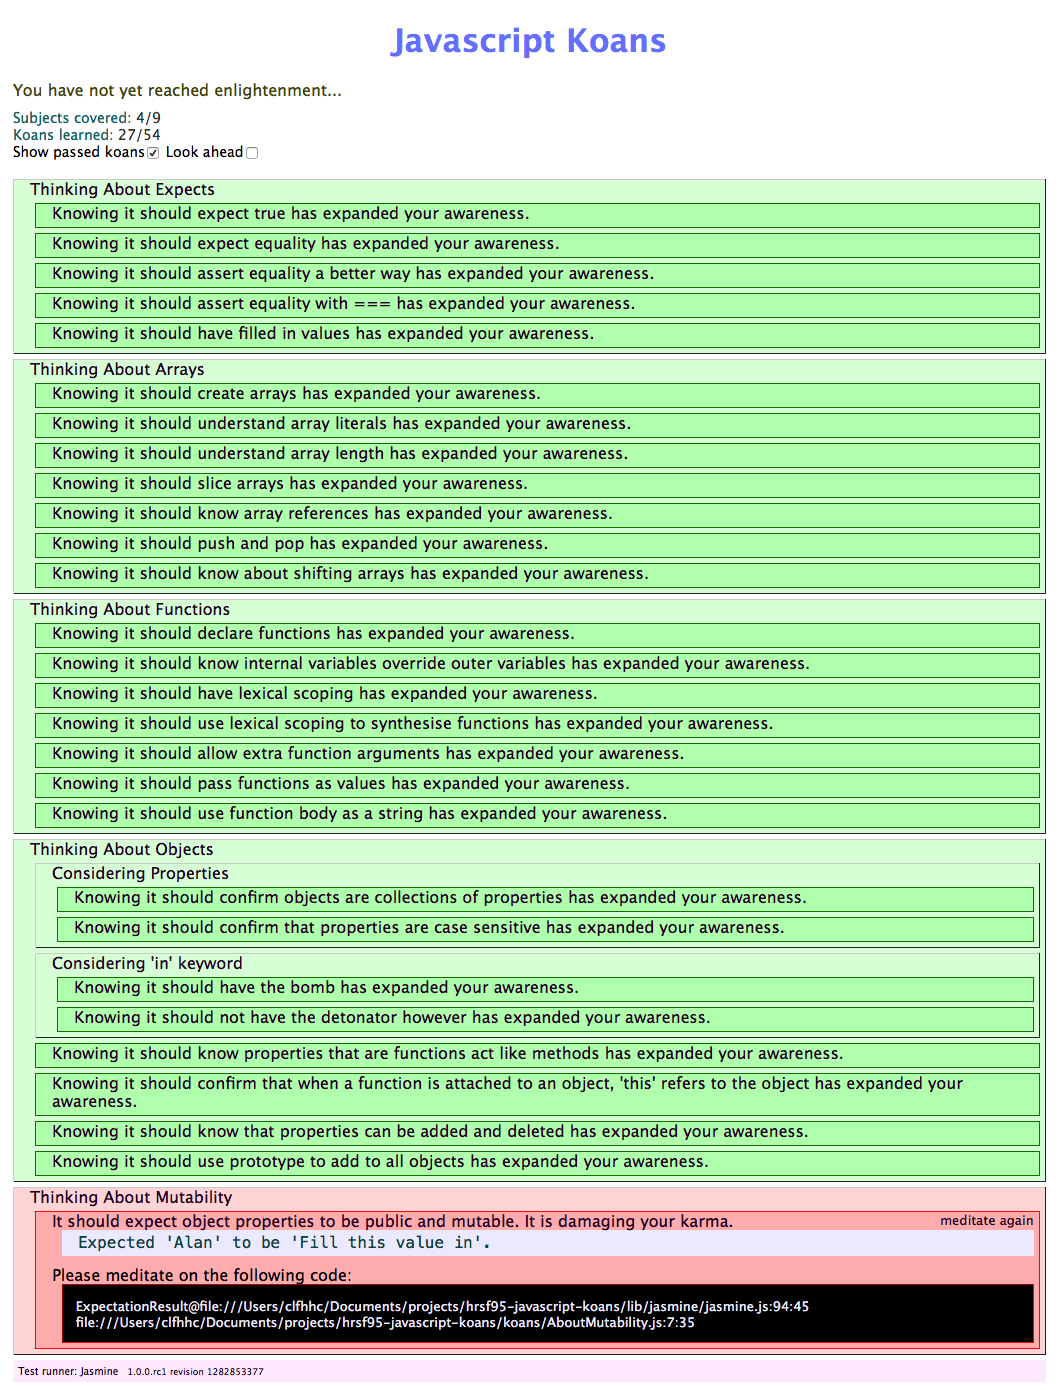 Javascript Koans
You have not yet reached enlightenment...
Subjects covered: 4/9
Koans learned: 27/54
Show passed koans Look ahead
Thinking About Expects
Knowing it should expect true has expanded your awareness.
Knowing it should expect equality has expanded your awareness.
Knowing it should assert equality a better way has expanded your awareness.
Knowing it should assert equality with === has expanded your awareness.
Knowing it should have filled in values has expanded your awareness.
Thinking About Arrays
Knowing it should create arrays has expanded your awareness.
Knowing it should understand array literals has expanded your awareness.
Knowing it should understand array length has expanded your awareness.
Knowing it should slice arrays has expanded your awareness.
Knowing it should know array references has expanded your awareness.
Knowing it should push and pop has expanded your awareness.
Knowing it should know about shifting arrays has expanded your awareness.
Thinking About Functions
Knowing it should declare functions has expanded your awareness.
Knowing it should know internal variables override outer variables has expanded your awareness.
Knowing it should have lexical scoping has expanded your awareness.
Knowing it should use lexical scoping to synthesise functions has expanded your awareness.
Knowing it should allow extra function arguments has expanded your awareness.
Knowing it should pass functions as values has expanded your awareness.
Knowing it should use function body as a string has expanded your awareness.
Thinking About Objects
Considering Properties
Knowing it should confirm objects are collections of properties has expanded your awareness.
Knowing it should confirm that properties are case sensitive has expanded your awareness.
Considering 'in' keyword
Knowing it should have the bomb has expanded your awareness.
Knowing it should not have the detonator however has expanded your awareness.
Knowing it should know properties that are functions act like methods has expanded your awareness.
Knowing it should confirm that when a function is attached to an object, 'this' refers to the object has expanded your
awareness.
Knowing it should know that properties can be added and deleted has expanded your awareness.
Knowing it should use prototype to add to all objects has expanded your awareness.
Thinking About Mutability
It should expect object properties to be public and mutable. It is damaging your karma. meditate again
Expected 'Alan' to be 'Fill this value in'.
Please meditate on the following code:
ExpectationResult@file:///Users/clfhhc/Documents/projects/hrsf95-javascript-koans/lib/jasmine/jasmine.js:94:45
file:///Users/clfhhc/Documents/projects/hrsf95-javascript-koans/koans/AboutMutability.js:7:35
Test runner: Jasmine 1.0.0.rc1 revision 1282853377